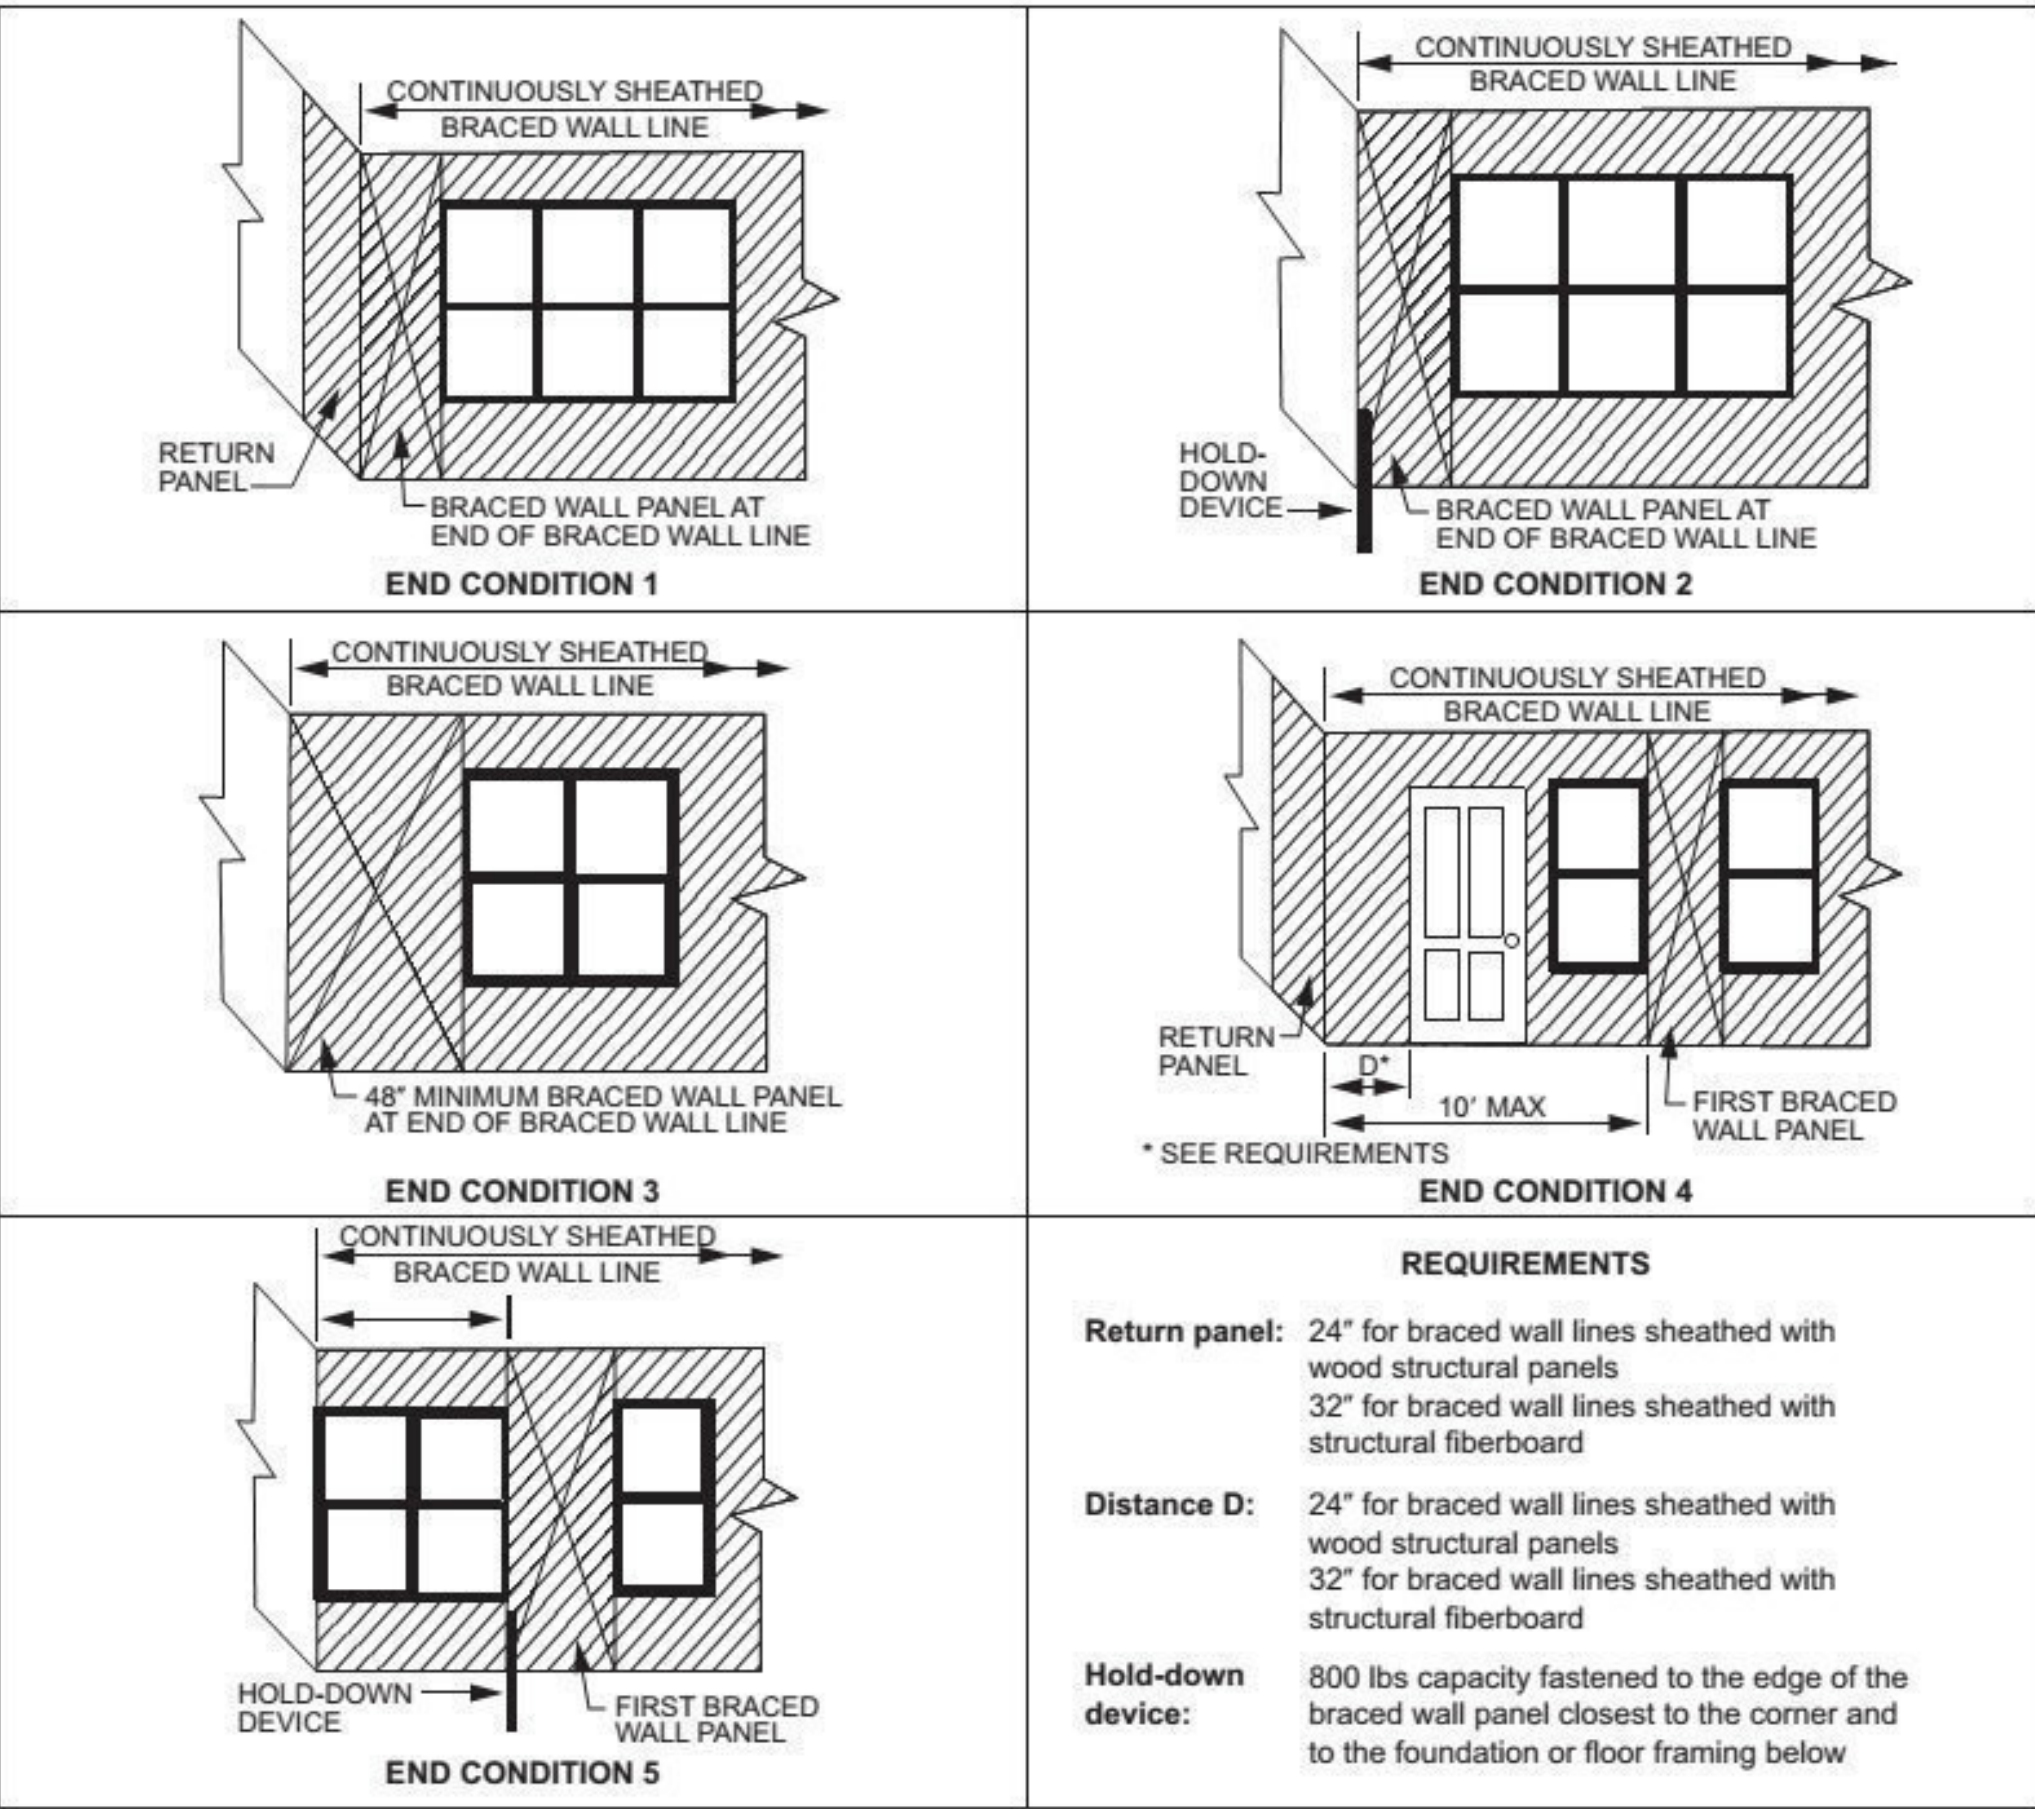 CONTINUOUSLY SHEATHED
BRACED WALL LINE
RETURN
PANEL
BRACED WALL PANEL AT
END OF BRACED WALL LINE
END CONDITION 1
CONTINUOUSLY SHEATHED
BRACED WALL LINE
HOLD-
DOWN
DEVICE
BRACED WALL PANEL AT
END OF BRACED WALL LINE
END CONDITION 2
CONTINUOUSLY SHEATHED
BRACED WALL LINE
48″ MINIMUM BRACED WALL PANEL
AT END OF BRACED WALL LINE
END CONDITION 3
CONTINUOUSLY SHEATHED
BRACED WALL LINE
RETURN
PANEL
D*
10′ MAX
FIRST BRACED
WALL PANEL
* SEE REQUIREMENTS
END CONDITION 4
CONTINUOUSLY SHEATHED
BRACED WALL LINE
HOLD-DOWN
DEVICE
FIRST BRACED
WALL PANEL
END CONDITION 5
REQUIREMENTS
Return panel: 24″ for braced wall lines sheathed with
wood structural panels
32″ for braced wall lines sheathed with
structural fiberboard
Distance D: 24″ for braced wall lines sheathed with
wood structural panels
32″ for braced wall lines sheathed with
structural fiberboard
Hold-down 800 lbs capacity fastened to the edge of the
device: braced wall panel closest to the corner and
to the foundation or floor framing below